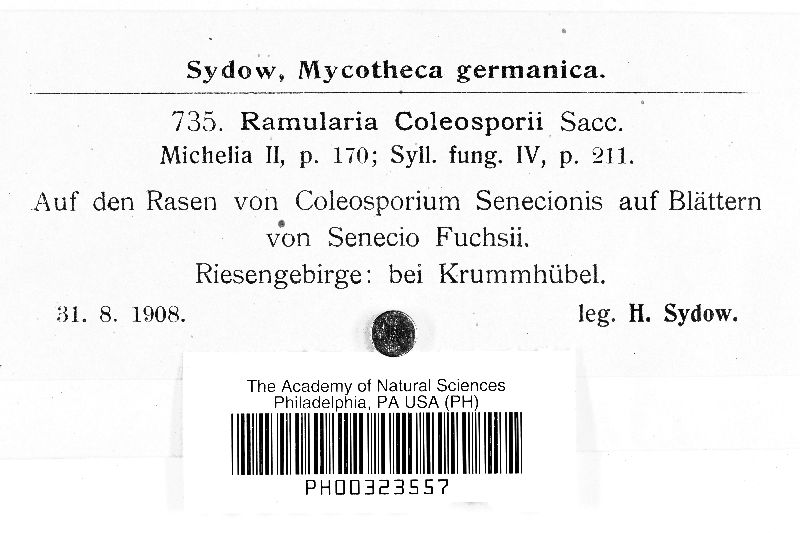 Sydow, Mycotheca germanica.
735. Ramularia Coleosporii Sacc.
Michelia II, p. 170; Syll. fung. IV, p. 211.
Auf den Rasen von Coleosporium Senecionis auf Blättern
von Senecio Fuchsii.
Riesengebirge: bei Krummhübel.
31. 8. 1908. leg. H. Sydow.
The Academy of Natural Sciences
Philadelphia, PA USA (PH)
PH00323557